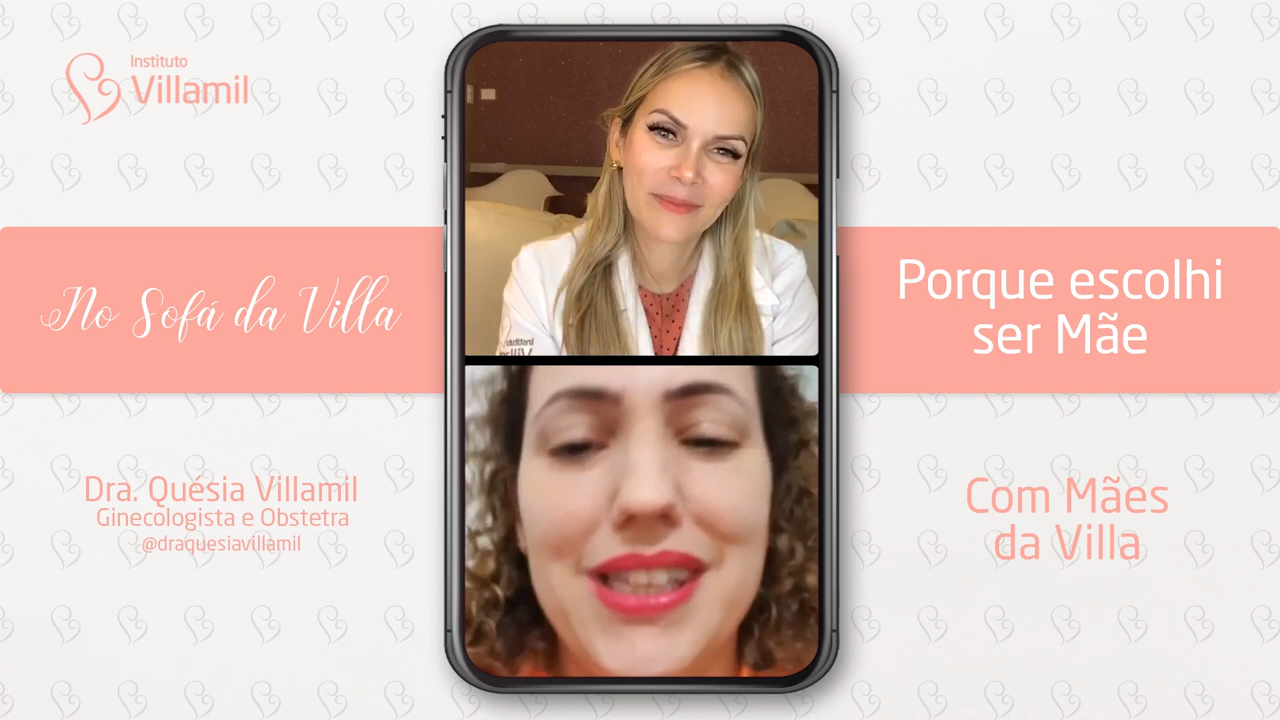 Instituto
Villamil
No Sofá da Villa
Dra. Quésia Villamil
Ginecologista e Obstetra
@draquesiavillamil
Porque escolhi
ser Mãe
Com Mães
da Villa